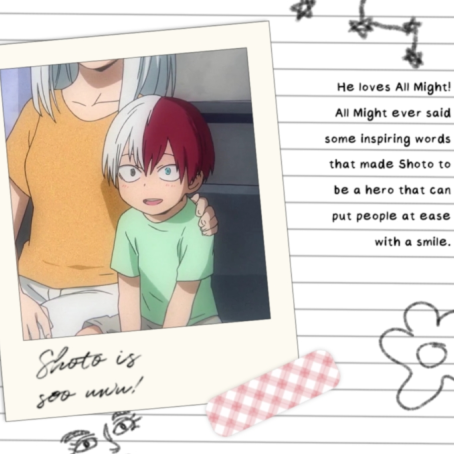 He loves All Might!
All Might ever said
some inspiring words
that made Shoto to
be a hero that can
put people at ease
with a smile.
Shoto is
soo uwu!